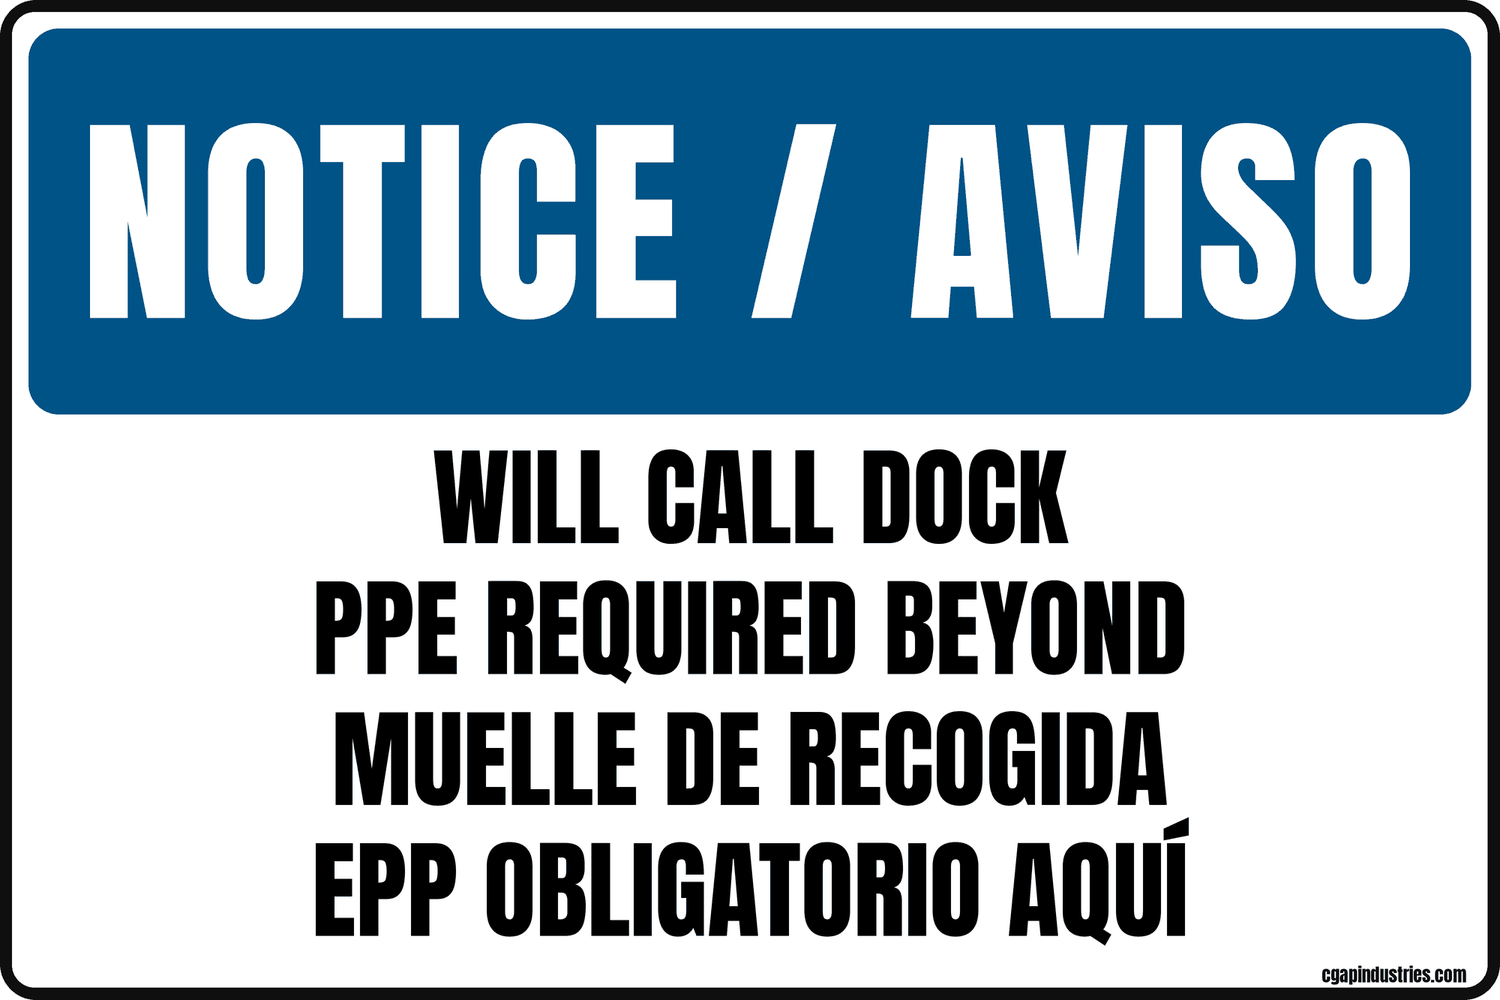 NOTICE / AVISO
WILL CALL DOCK
PPE REQUIRED BEYOND
MUELLE DE RECOGIDA
EPP OBLIGATORIO AQUÍ
cgapindustries.com